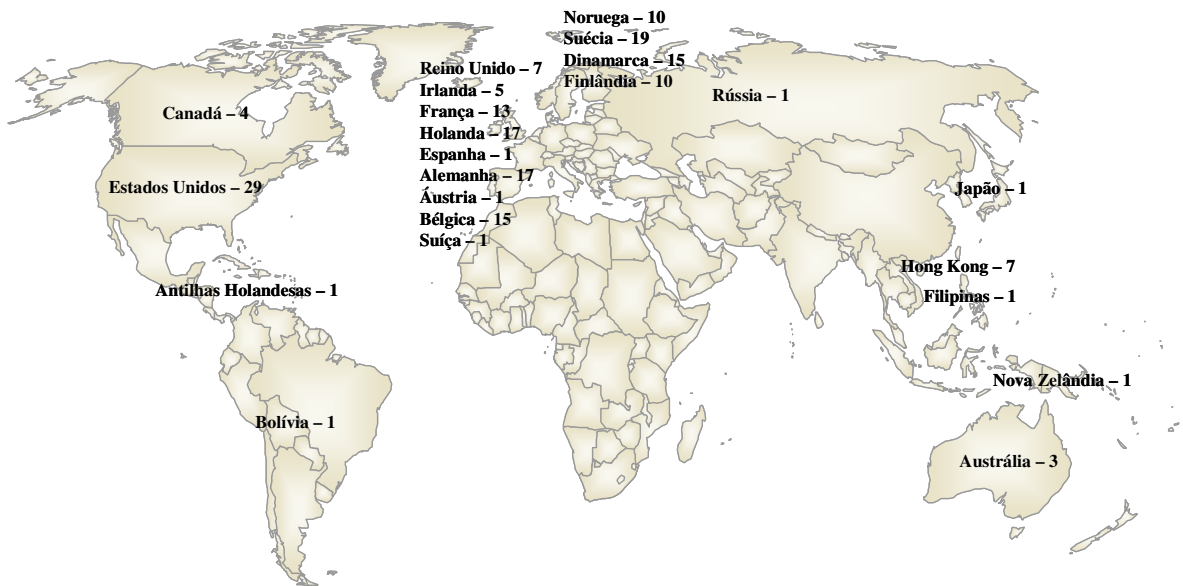 Noruega – 10
Suécia – 19
Dinamarca – 15
Finlândia – 10
Reino Unido – 7
Irlanda – 5
França – 13
Holanda – 17
Espanha – 1
Alemanha – 17
Áustria – 1
Bélgica – 15
Suíça – 1
Rússia – 1
Canadá – 4
Estados Unidos – 29
Japão – 1
Hong Kong – 7
Filipinas – 1
Antilhas Holandesas – 1
Nova Zelândia – 1
Bolívia – 1
Austrália – 3